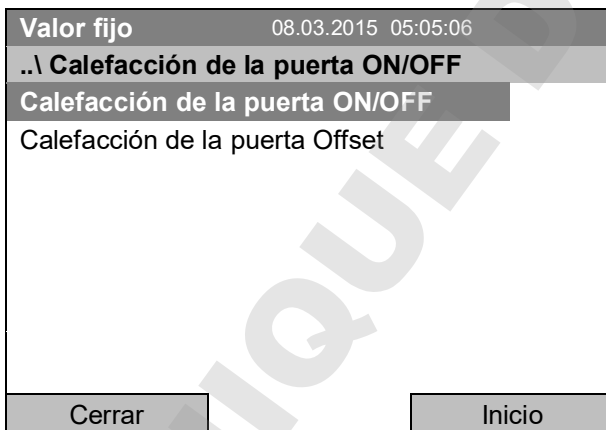 Valor fijo 08.03.2015 05:05:06
..\ Calefacción de la puerta ON/OFF
Calefacción de la puerta ON/OFF
Calefacción de la puerta Offset
Cerrar Inicio